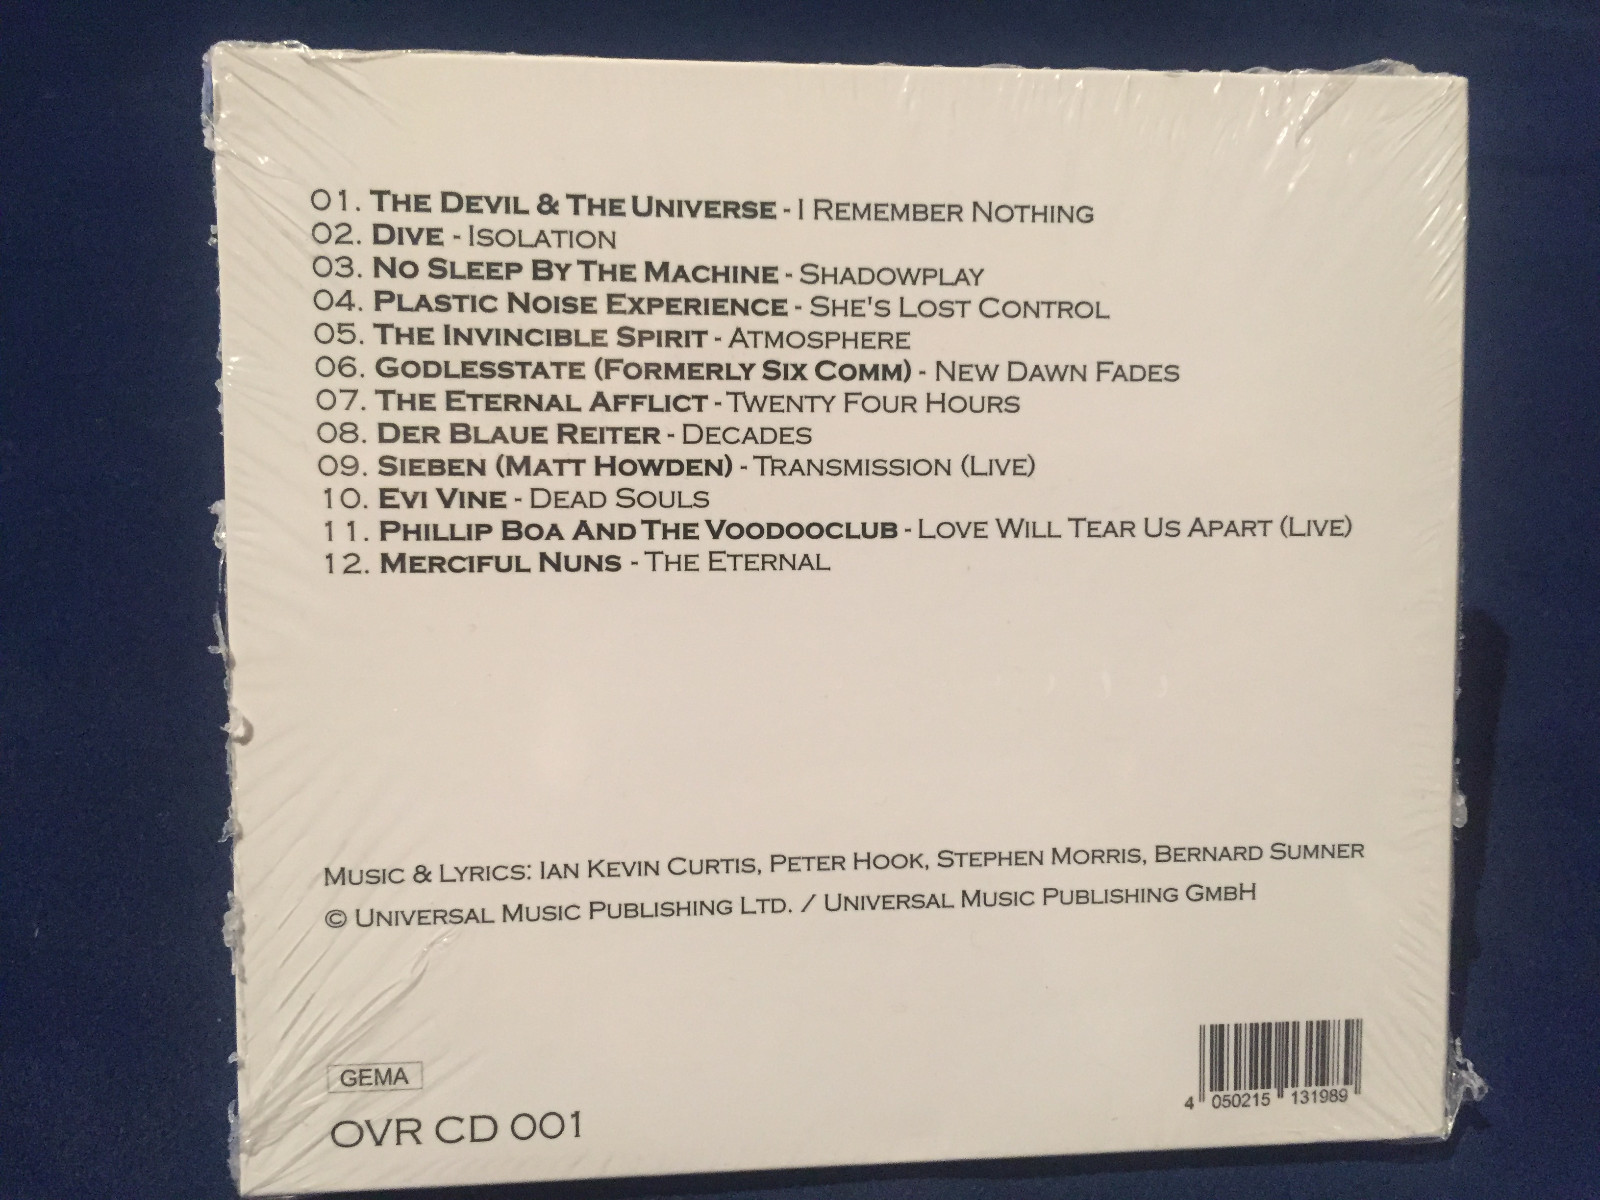 01. The Devil & The Universe - I Remember Nothing
02. Dive - Isolation
03. No Sleep By The Machine - Shadowplay
04. Plastic Noise Experience - She's Lost Control
05. The Invincible Spirit - Atmosphere
06. Godlesstate (Formerly Six Comm) - New Dawn Fades
07. The Eternal Afflict - Twenty Four Hours
08. Der Blaue Reiter - Decades
09. Sieben (Matt Howden) - Transmission (Live)
10. Evi Vine - Dead Souls
11. Phillip Boa And The Voodooclub - Love Will Tear Us Apart (Live)
12. Merciful Nuns - The Eternal
Music & Lyrics: Ian Kevin Curtis, Peter Hook, Stephen Morris, Bernard Sumner
© Universal Music Publishing Ltd. / Universal Music Publishing GmbH
GEMA
OVR CD 001
4 050215 131989